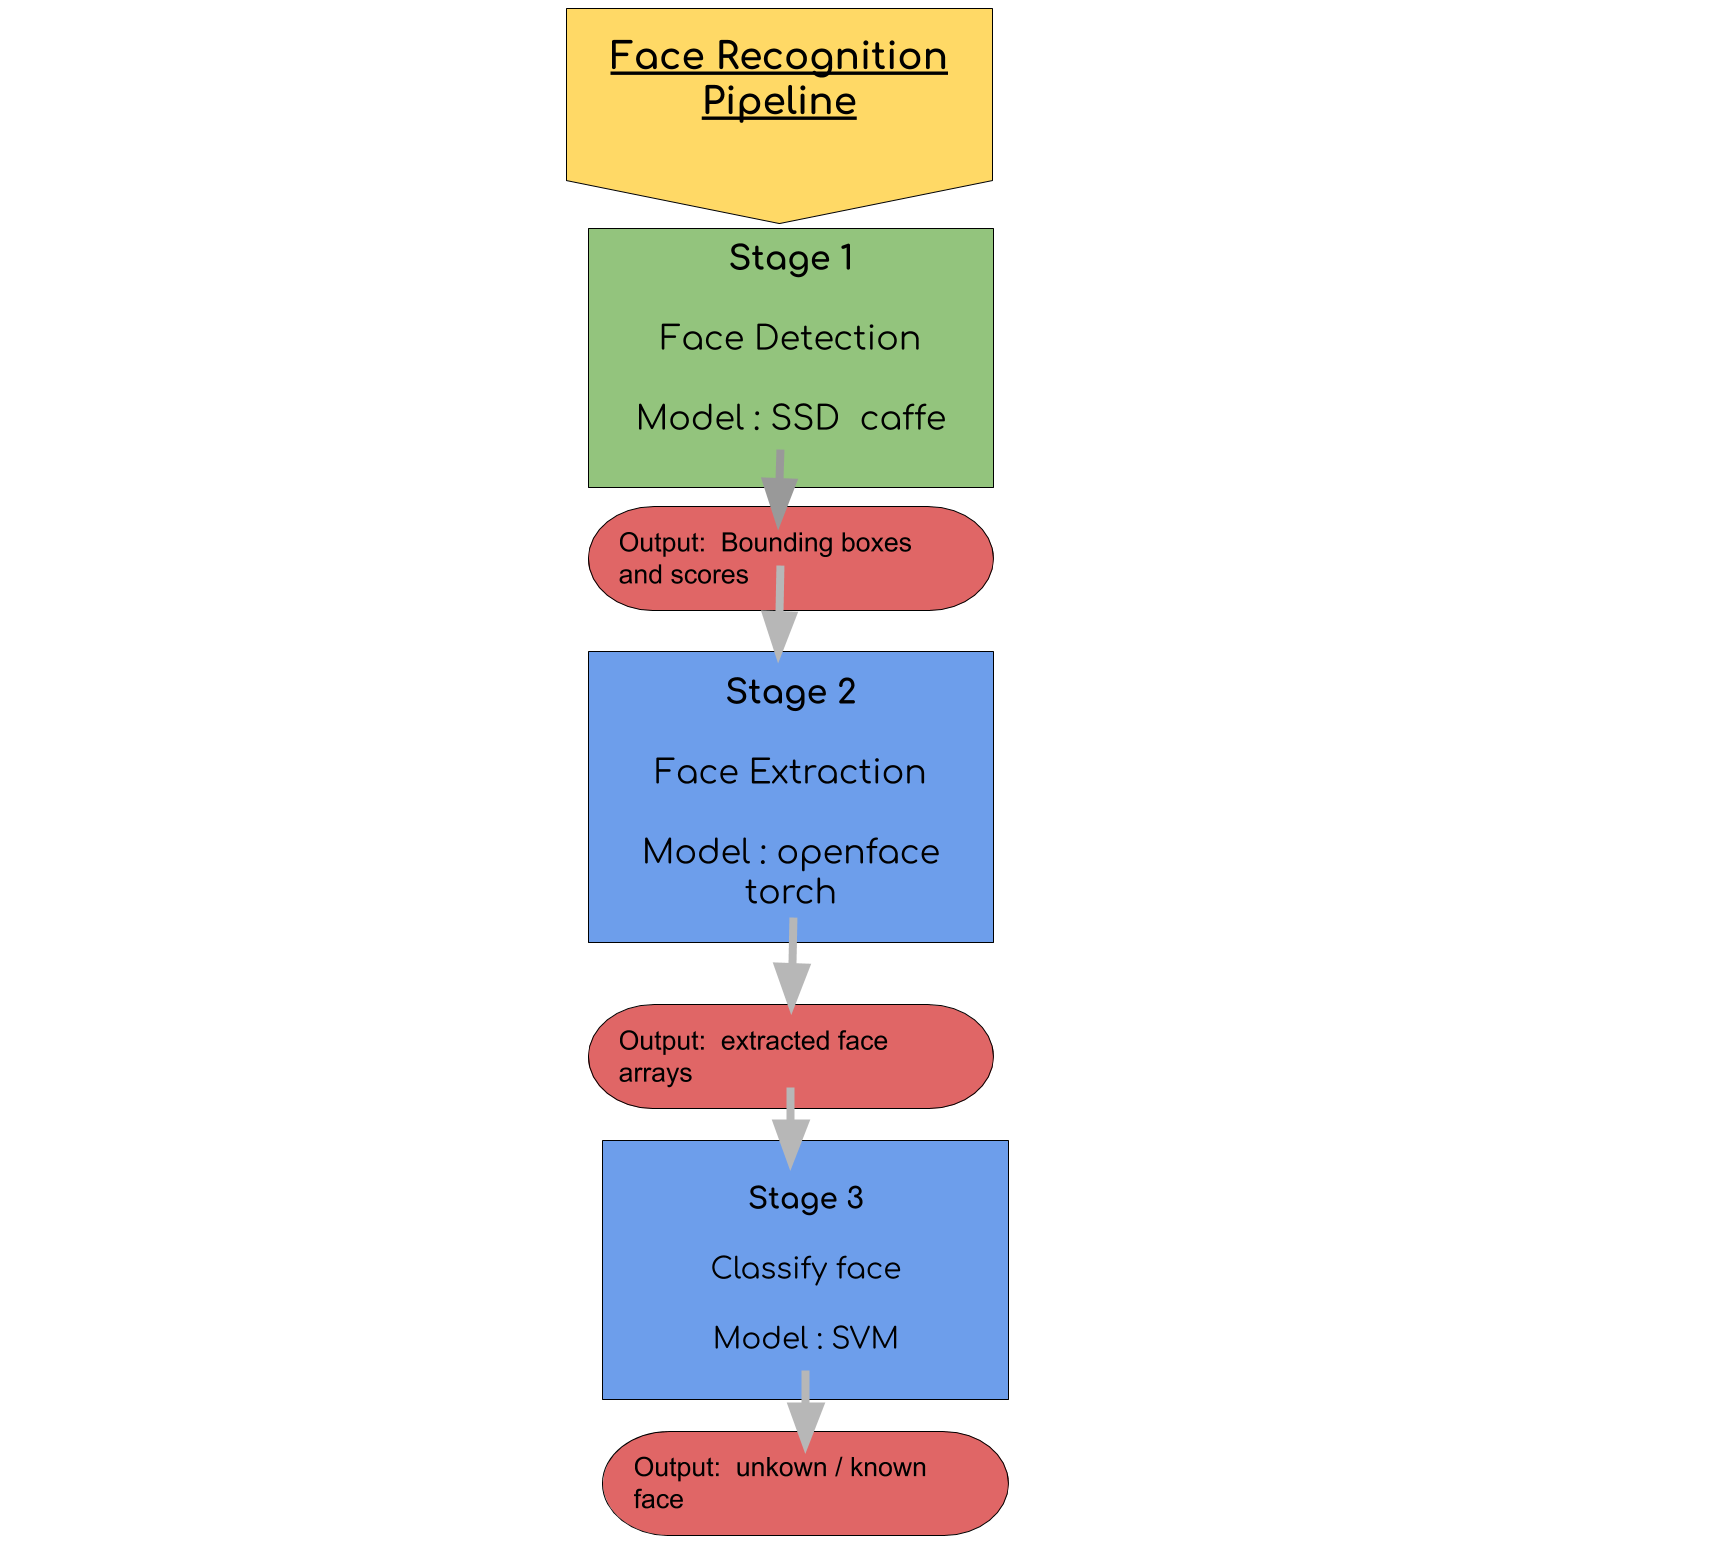 Face Recognition
Pipeline
Stage 1
Face Detection
Model : SSD  caffe
Output:  Bounding boxes
and scores
Stage 2
Face Extraction
Model : openface
torch
Output:  extracted face
arrays
Stage 3
Classify face
Model : SVM
Output:  unkown / known
face